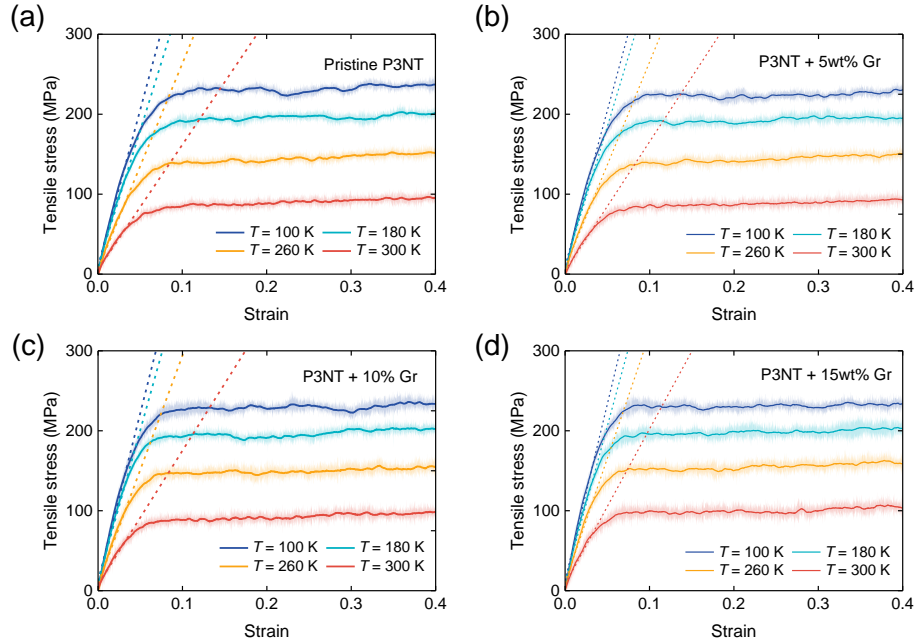 (a)
300
200
100
0
Tensile stress (MPa)
Pristine P3NT
T = 100 K T = 180 K
T = 260 K T = 300 K
0.0 0.1 0.2 0.3 0.4
Strain
(b)
300
200
100
0
Tensile stress (MPa)
P3NT + 5wt% Gr
T = 100 K T = 180 K
T = 260 K T = 300 K
0.0 0.1 0.2 0.3 0.4
Strain
(c)
300
200
100
0
Tensile stress (MPa)
P3NT + 10% Gr
T = 100 K T = 180 K
T = 260 K T = 300 K
0.0 0.1 0.2 0.3 0.4
Strain
(d)
300
200
100
0
Tensile stress (MPa)
P3NT + 15wt% Gr
T = 100 K T = 180 K
T = 260 K T = 300 K
0.0 0.1 0.2 0.3 0.4
Strain